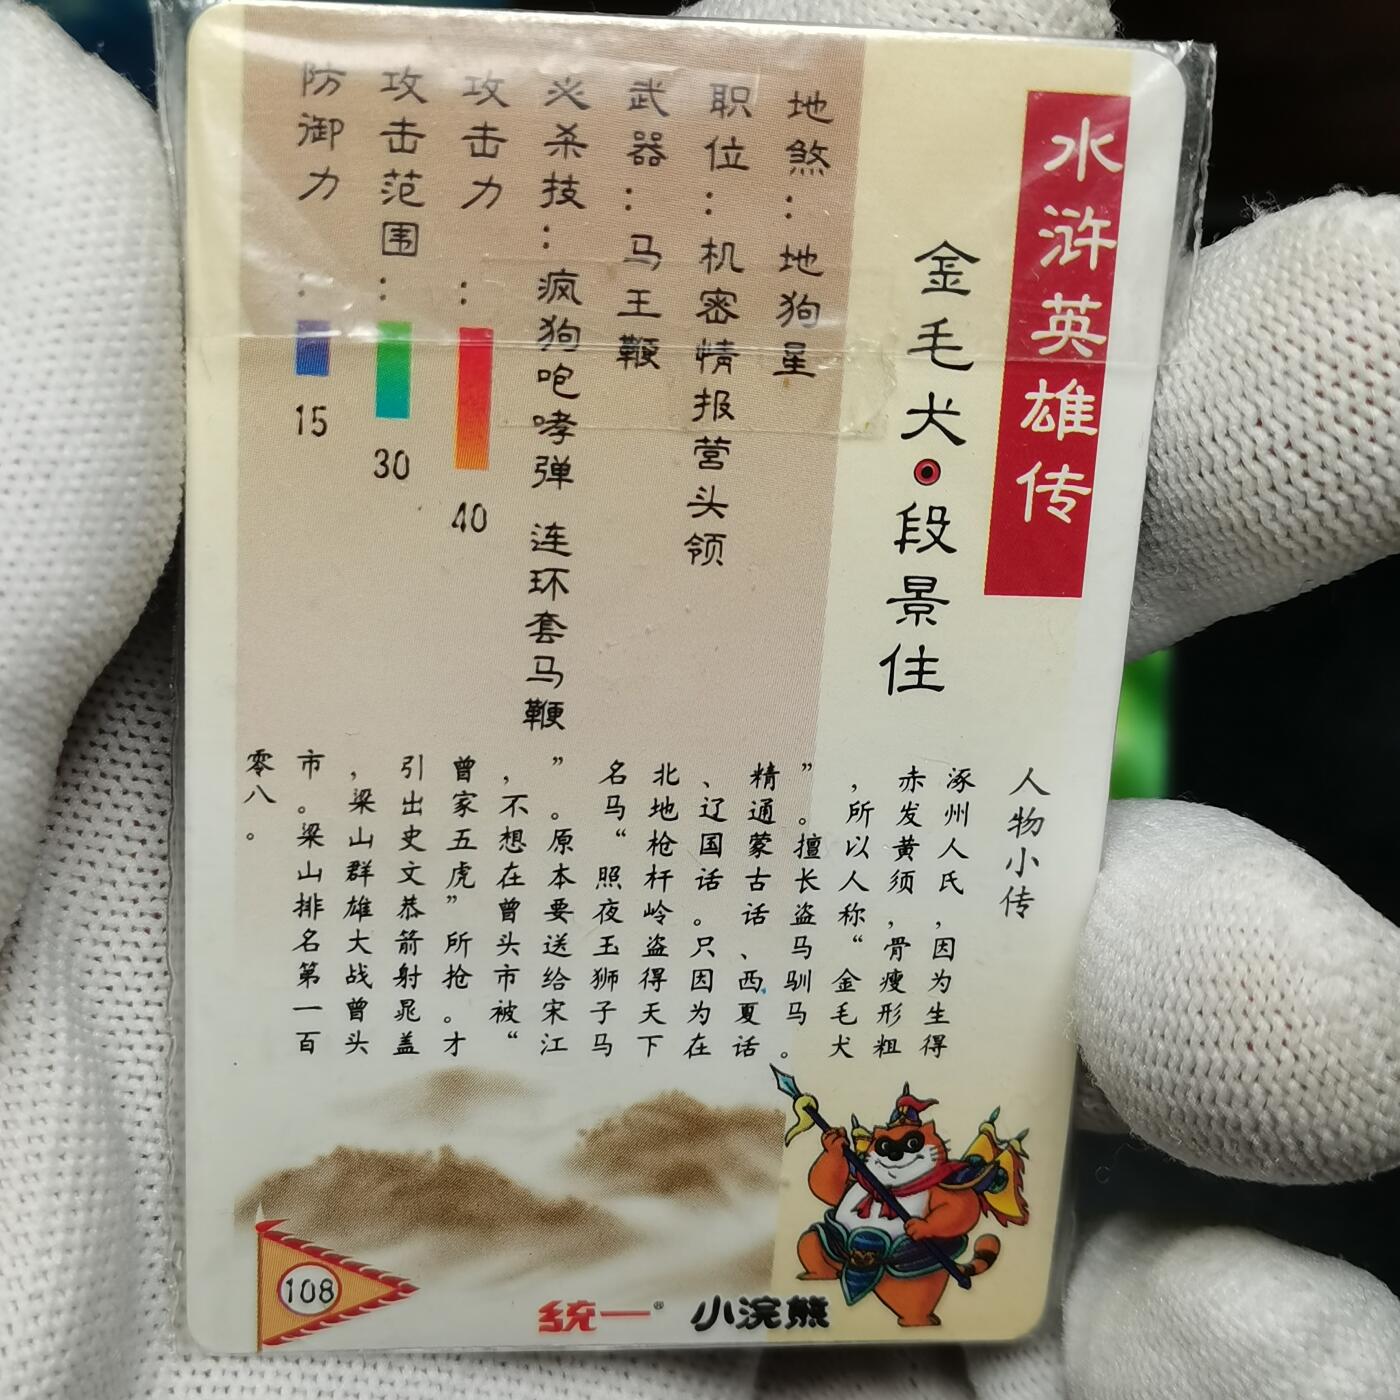 水浒英雄传
金毛犬•段景住
地煞：地狗星
职位：机密情报营头领
武器：马王鞭
必杀技：疯狗咆哮弹 连环套马鞭
攻击力：40
攻击范围：30
防御力：15
人物小传
涿州人氏，因为生得
赤发黄须，骨瘦形粗
，所以人称“金毛犬
”。擅长盗马驯马。
精通蒙古话、西夏话
、辽国话。只因为在
北地枪杆岭盗得天下
名马“照夜玉狮子马
”。原本要送给宋江
，不想在曾头市被“
曾家五虎”所抢。才
引出史文恭箭射晁盖
，梁山群雄大战曾头
市。梁山排名第一百
零八。
108
统一® 小浣熊